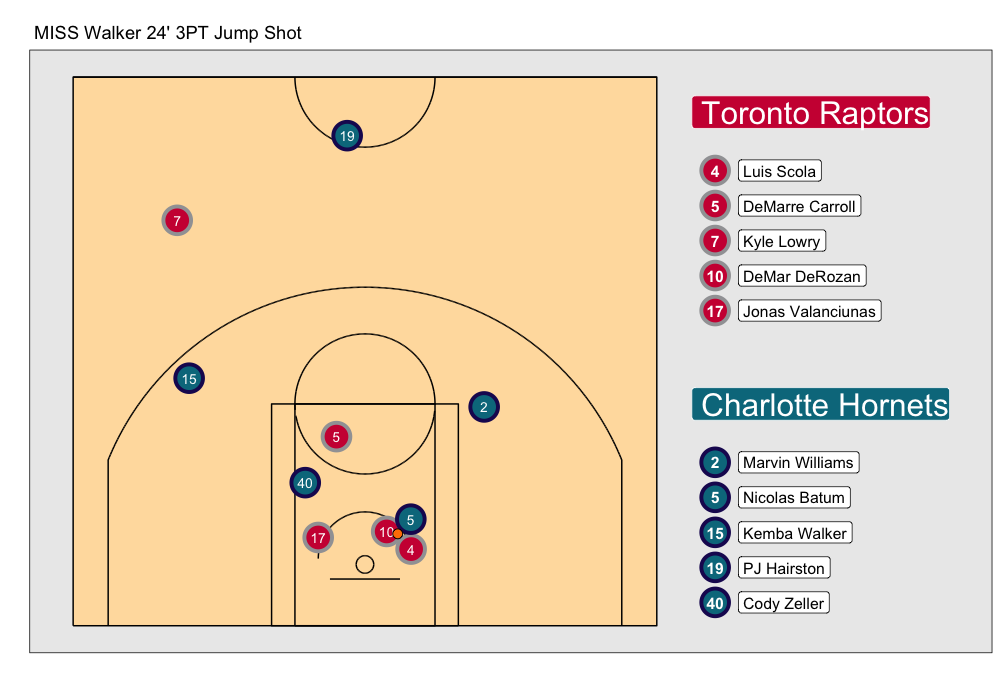 MISS Walker 24' 3PT Jump Shot
Toronto Raptors
4 Luis Scola
5 DeMarre Carroll
7 Kyle Lowry
10 DeMar DeRozan
17 Jonas Valanciunas
Charlotte Hornets
2 Marvin Williams
5 Nicolas Batum
15 Kemba Walker
19 PJ Hairston
40 Cody Zeller
19
7
15
2
5
40
5
10
17
4